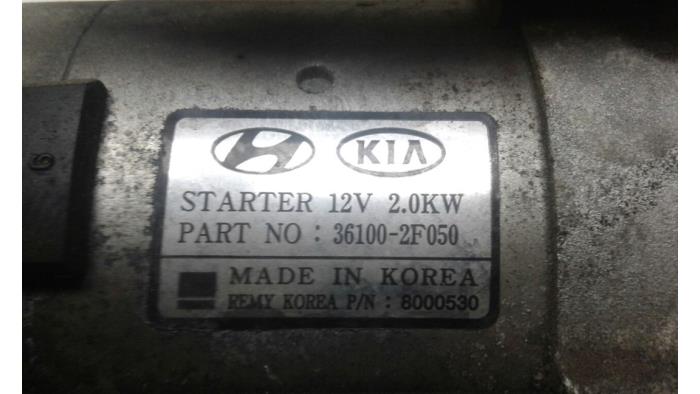 KIA
STARTER 12V 2.0KW
PART NO : 36100-2F050
MADE IN KOREA
REMY KOREA P/N : 8000530